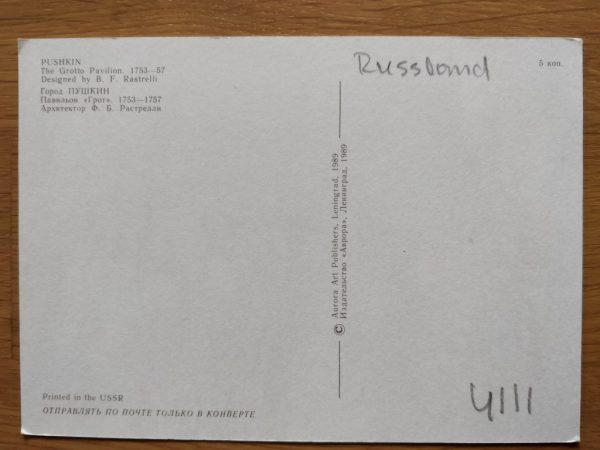 PUSHKIN
The Grotto Pavilion. 1753—57
Designed by B. F. Rastrelli
Город ПУШКИН
Павильон «Грот». 1753—1757
Архитектор Ф. Б. Растрелли
Printed in the USSR
ОТПРАВЛЯТЬ ПО ПОЧТЕ ТОЛЬКО В КОНВЕРТЕ
© Aurora Art Publishers, Leningrad, 1989
Издательство «Аврора», Ленинград, 1989
Russland
5 коп.
4111